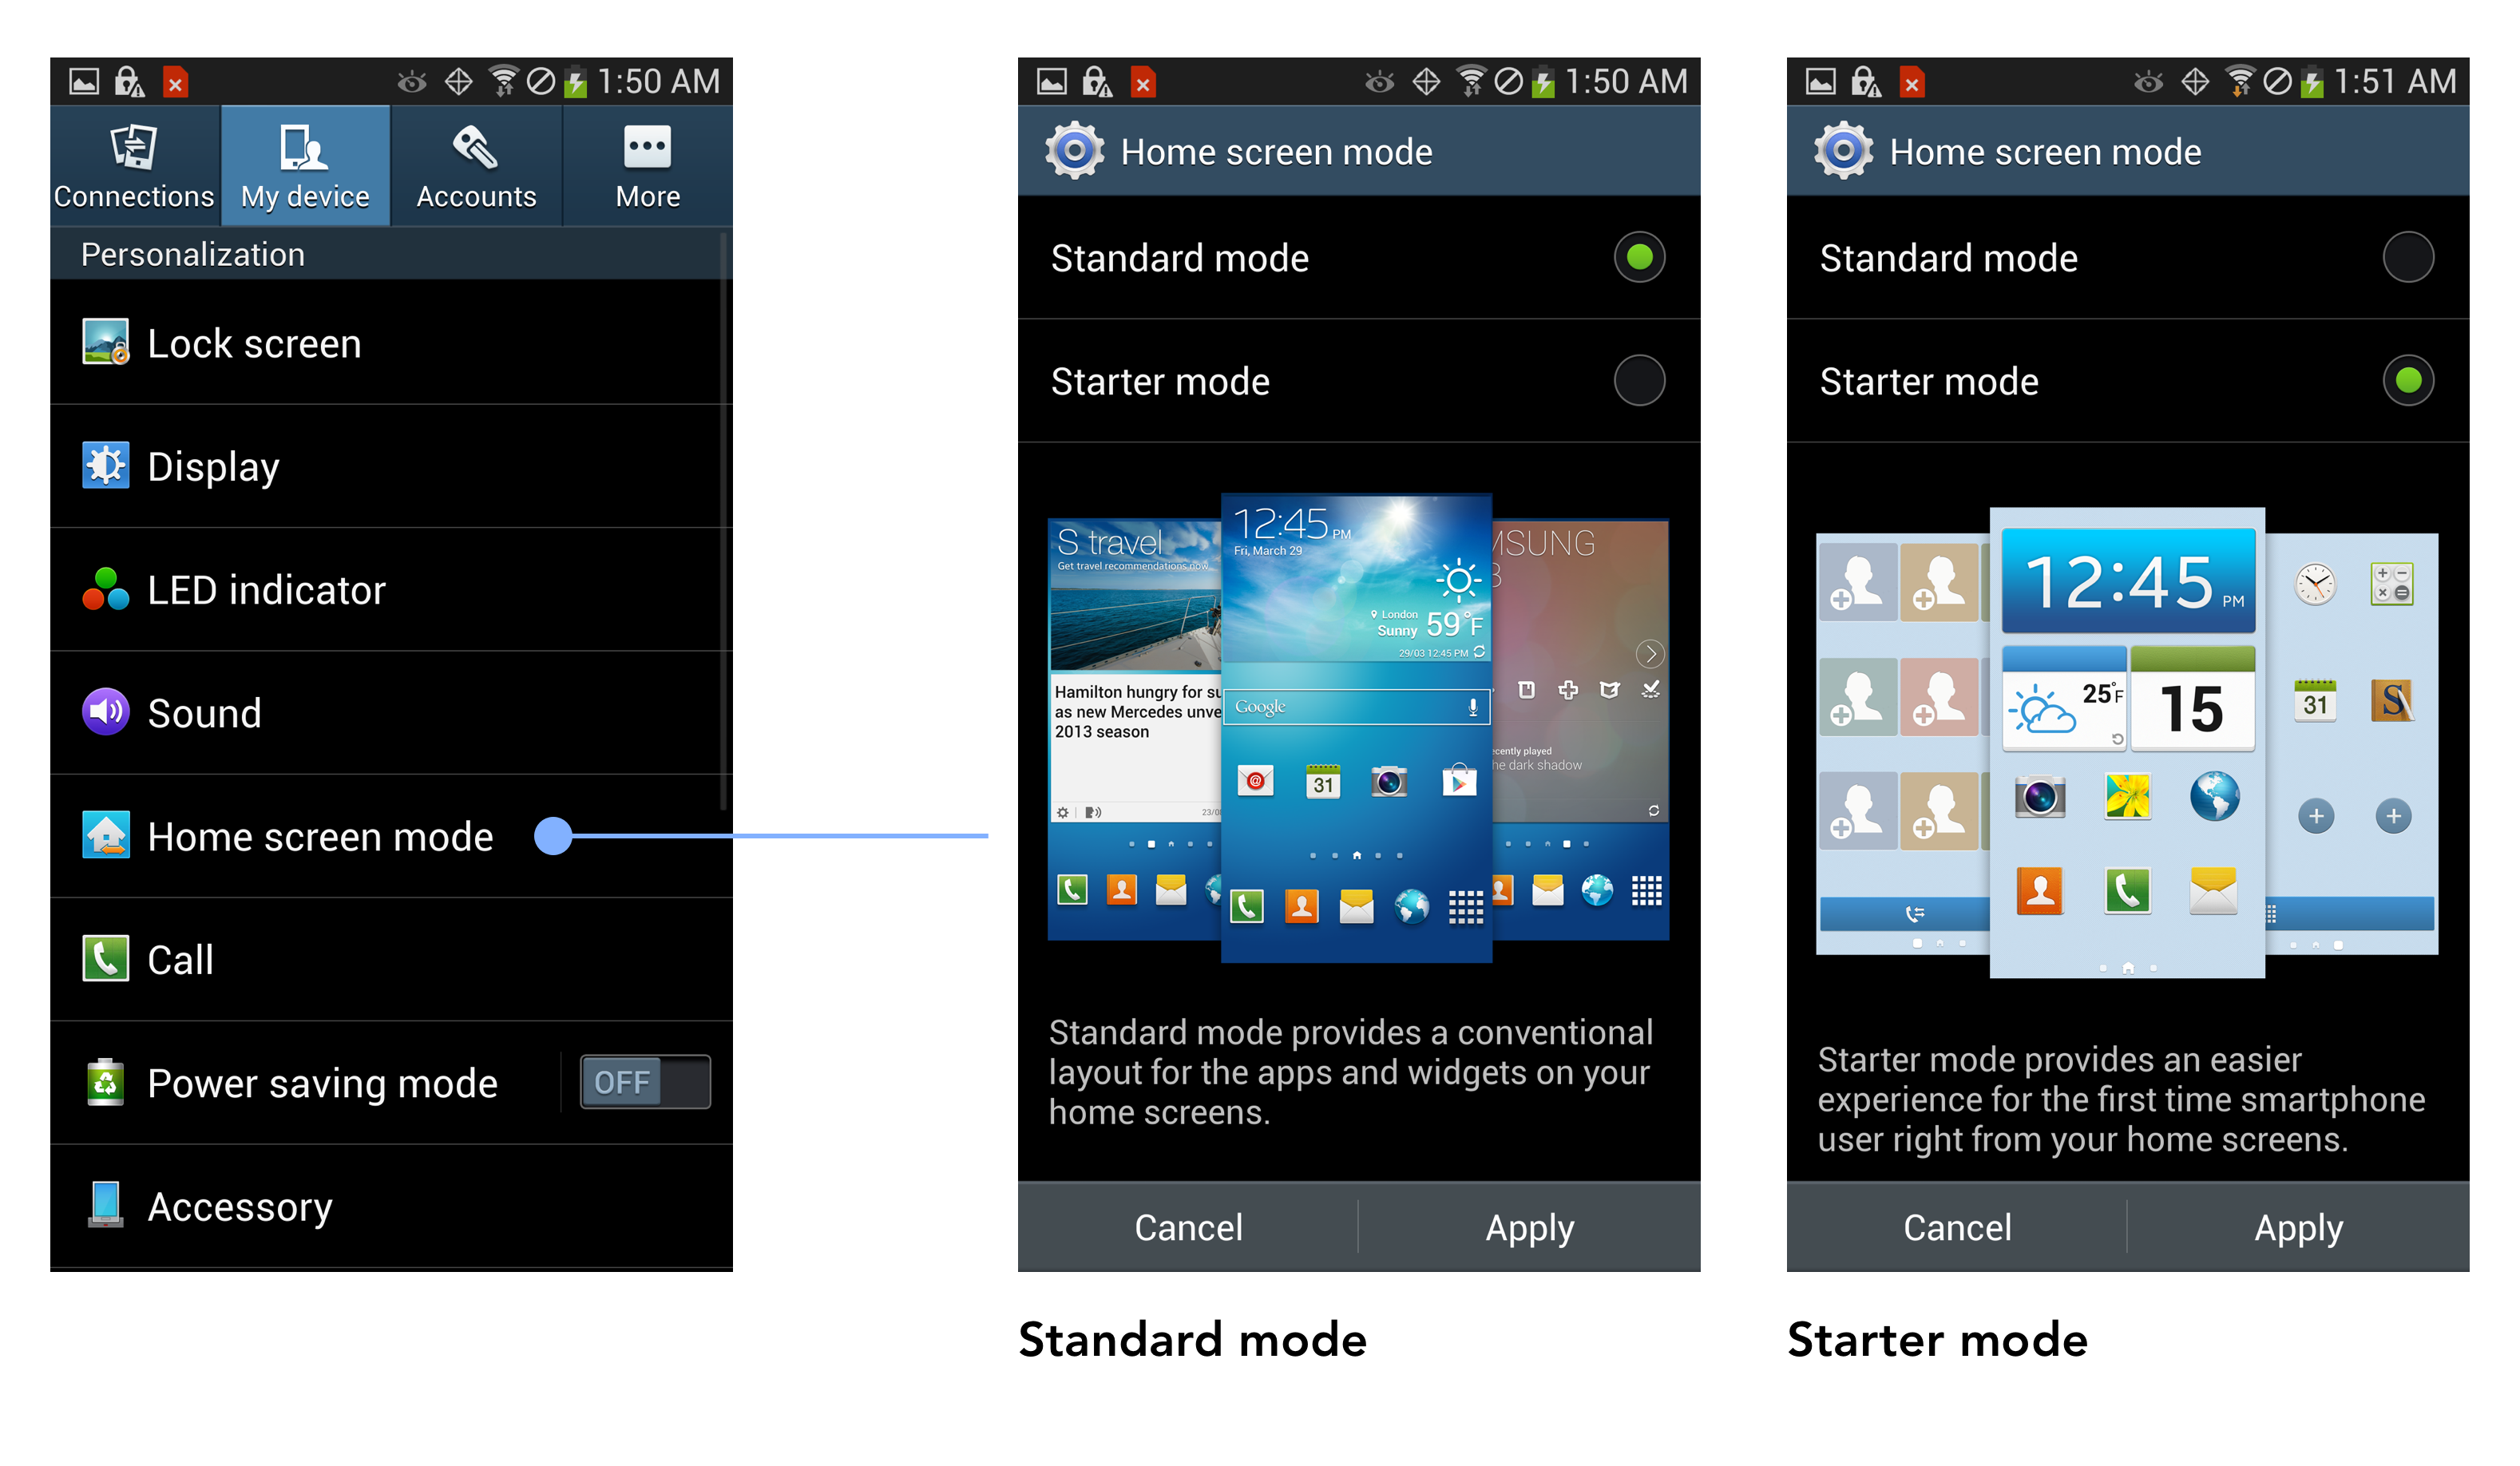 1:50 AM
Connections
My device
Accounts
More
Personalization
Lock screen
Display
LED indicator
Sound
Home screen mode
Call
Power saving mode
OFF
Accessory
1:50 AM
Home screen mode
Standard mode
Starter mode
S travel
Get travel recommendations now
Hamilton hungry for su
as new Mercedes unve
2013 season
23/0
12:45 PM
Fri, March 29
London
Sunny 59°F
29/03 12:45 PM
Google
31
MSUNG
ecently played
he dark shadow
Standard mode provides a conventional
layout for the apps and widgets on your
home screens.
Cancel
Apply
Standard mode
1:51 AM
Home screen mode
Standard mode
Starter mode
12:45 PM
25°F
15
31
S
Starter mode provides an easier
experience for the first time smartphone
user right from your home screens.
Cancel
Apply
Starter mode